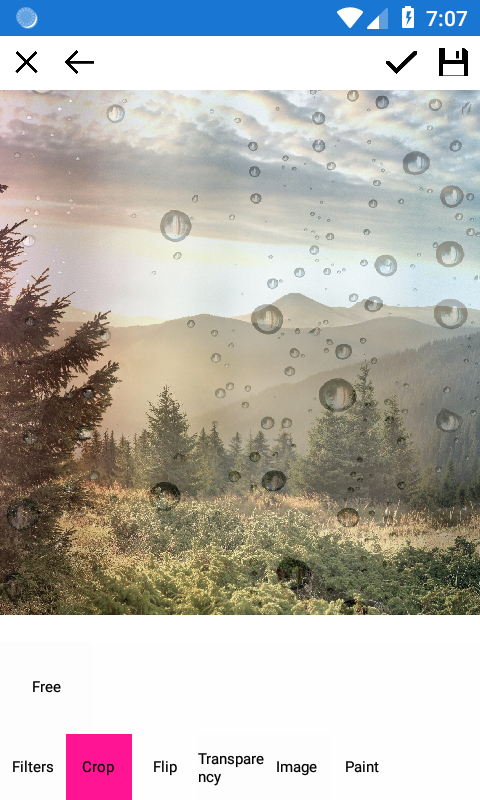 7:07
Free
Filters
Crop
Flip
Transpare
ncy
Image
Paint